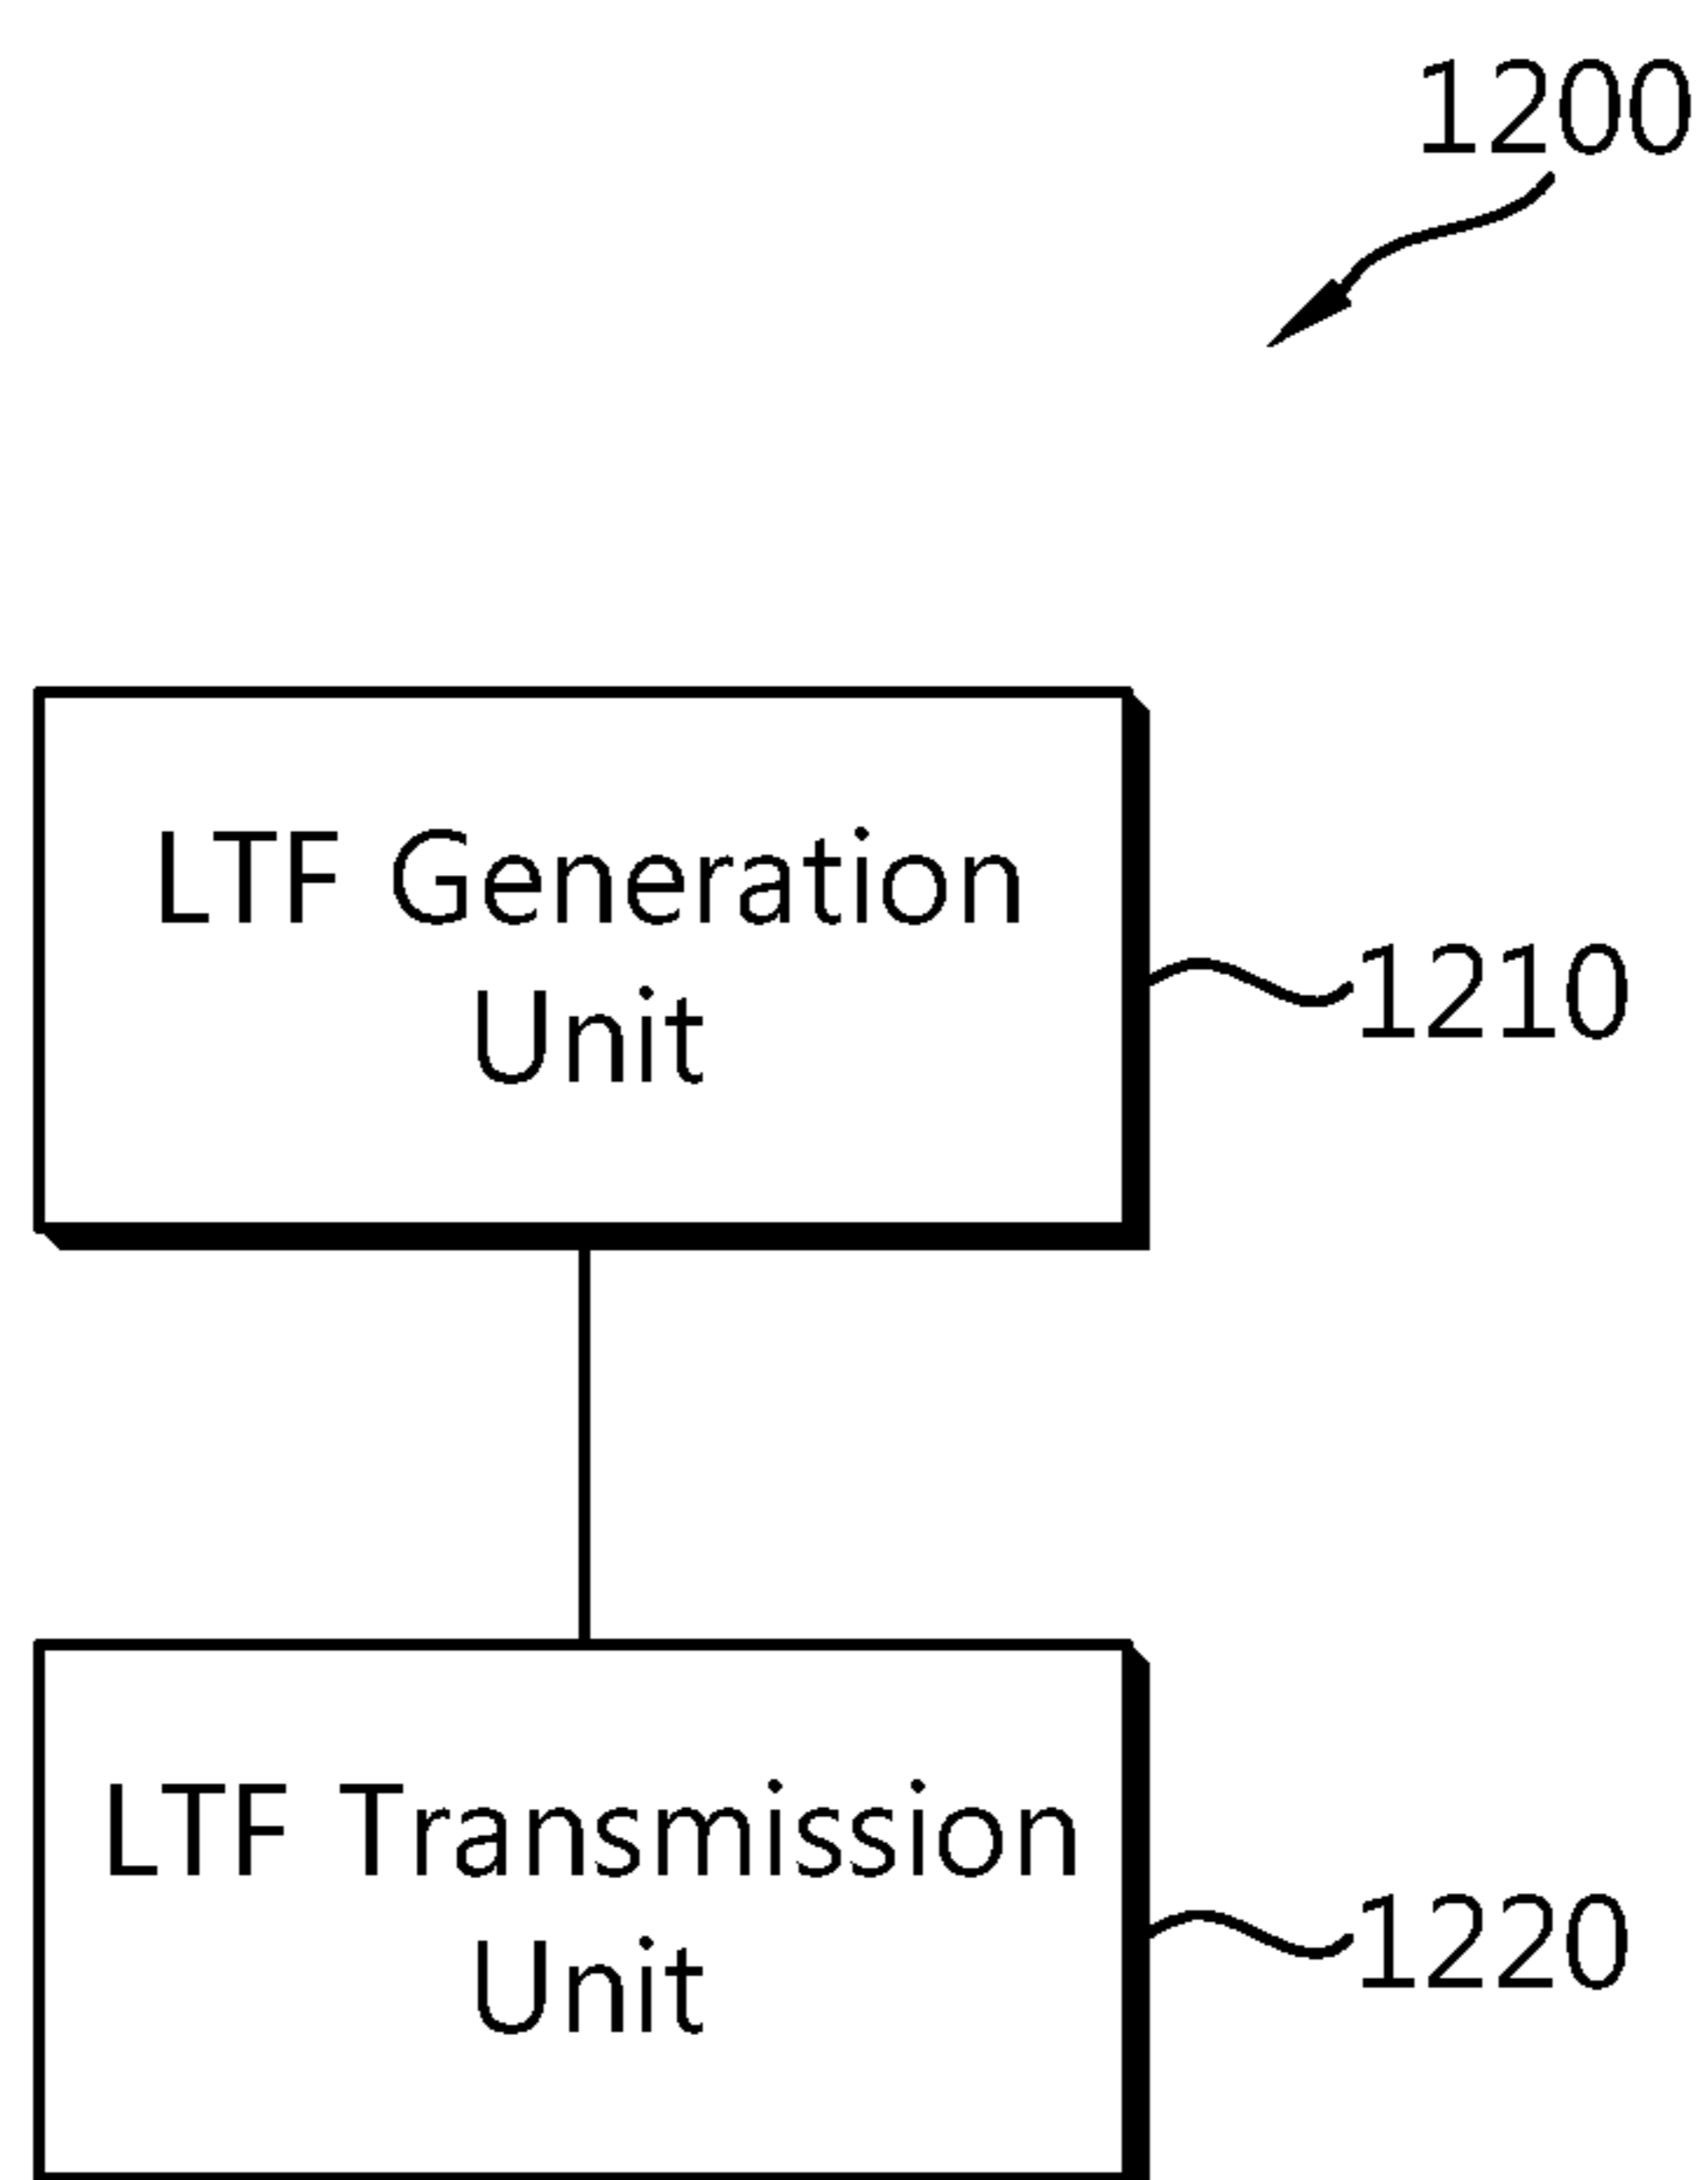 1200
LTF Generation
Unit
1210
LTF Transmission
Unit
1220